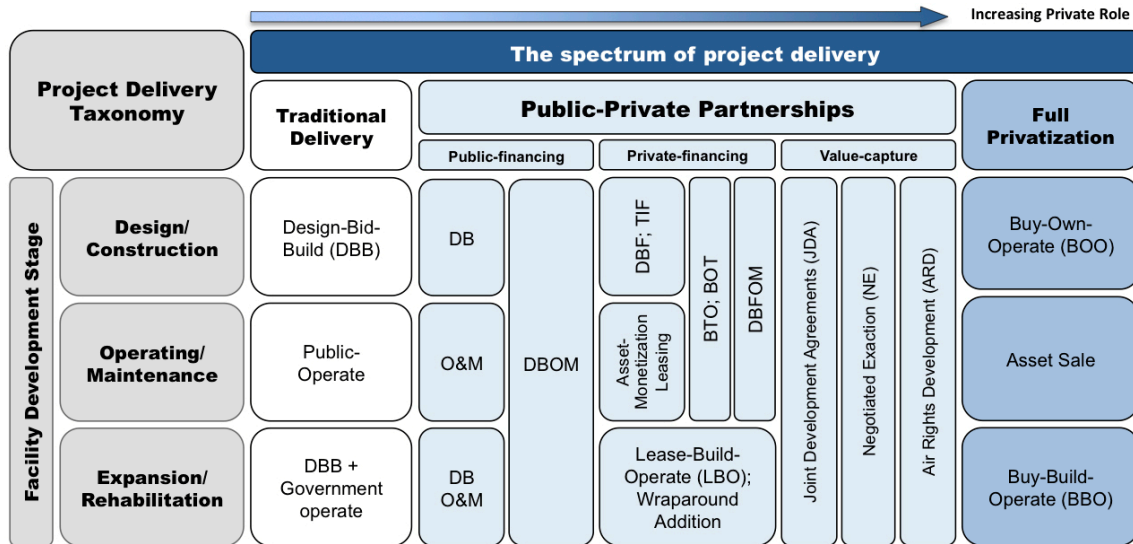 Increasing Private Role
The spectrum of project delivery
Project Delivery
Taxonomy
Traditional
Delivery
Public-Private Partnerships
Full
Privatization
Public-financing
Private-financing
Value-capture
Facility Development Stage
Design/
Construction
Design-Bid-
Build (DBB)
DB
DBF; TIF
BTO; BOT
DBFOM
Joint Development Agreements (JDA)
Negotiated Exaction (NE)
Air Rights Development (ARD)
Buy-Own-
Operate (BOO)
Operating/
Maintenance
Public-
Operate
O&M
DBOM
Asset-
Monetization
Leasing
Asset Sale
Expansion/
Rehabilitation
DBB +
Government
operate
DB
O&M
Lease-Build-
Operate (LBO);
Wraparound
Addition
Buy-Build-
Operate (BBO)